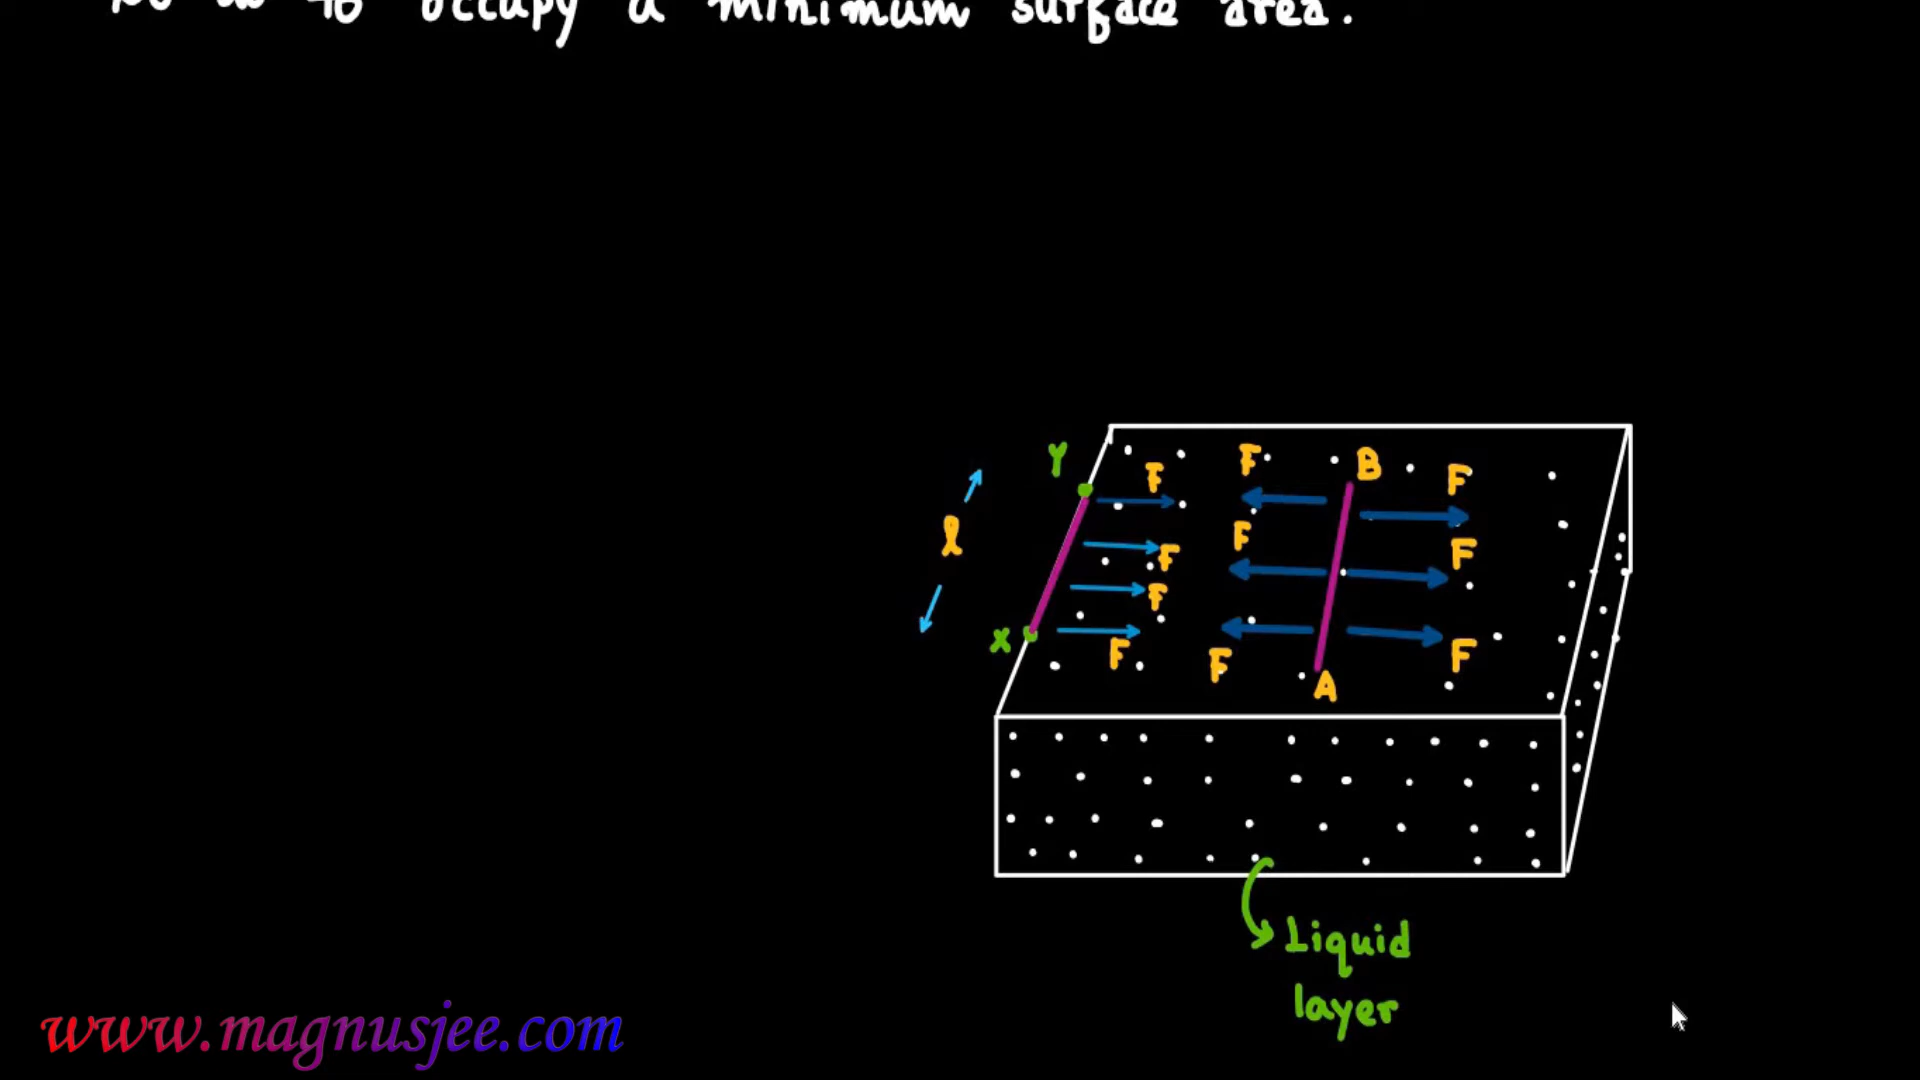 to occupy a minimum surface area.
Y
F
F
B
F
l
F
F
F
F
X
F
F
F
F
A
Liquid
layer
www.magnusjee.com